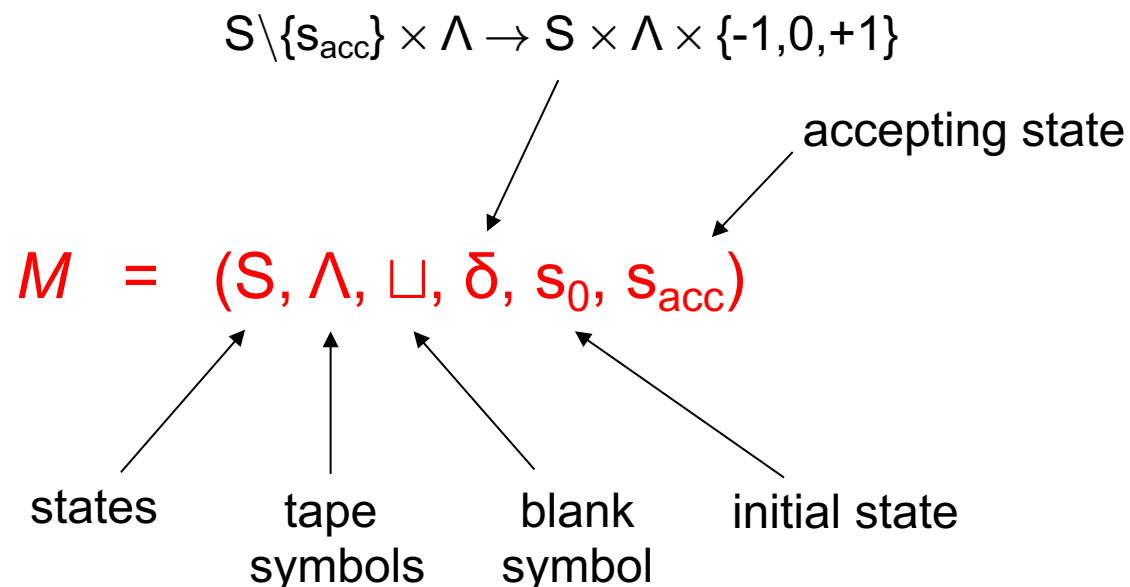 S\{s_acc} × Λ → S × Λ × {-1,0,+1}
accepting state
M = (S, Λ, ⊔, δ, s_0, s_acc)
states
tape
symbols
blank
symbol
initial state